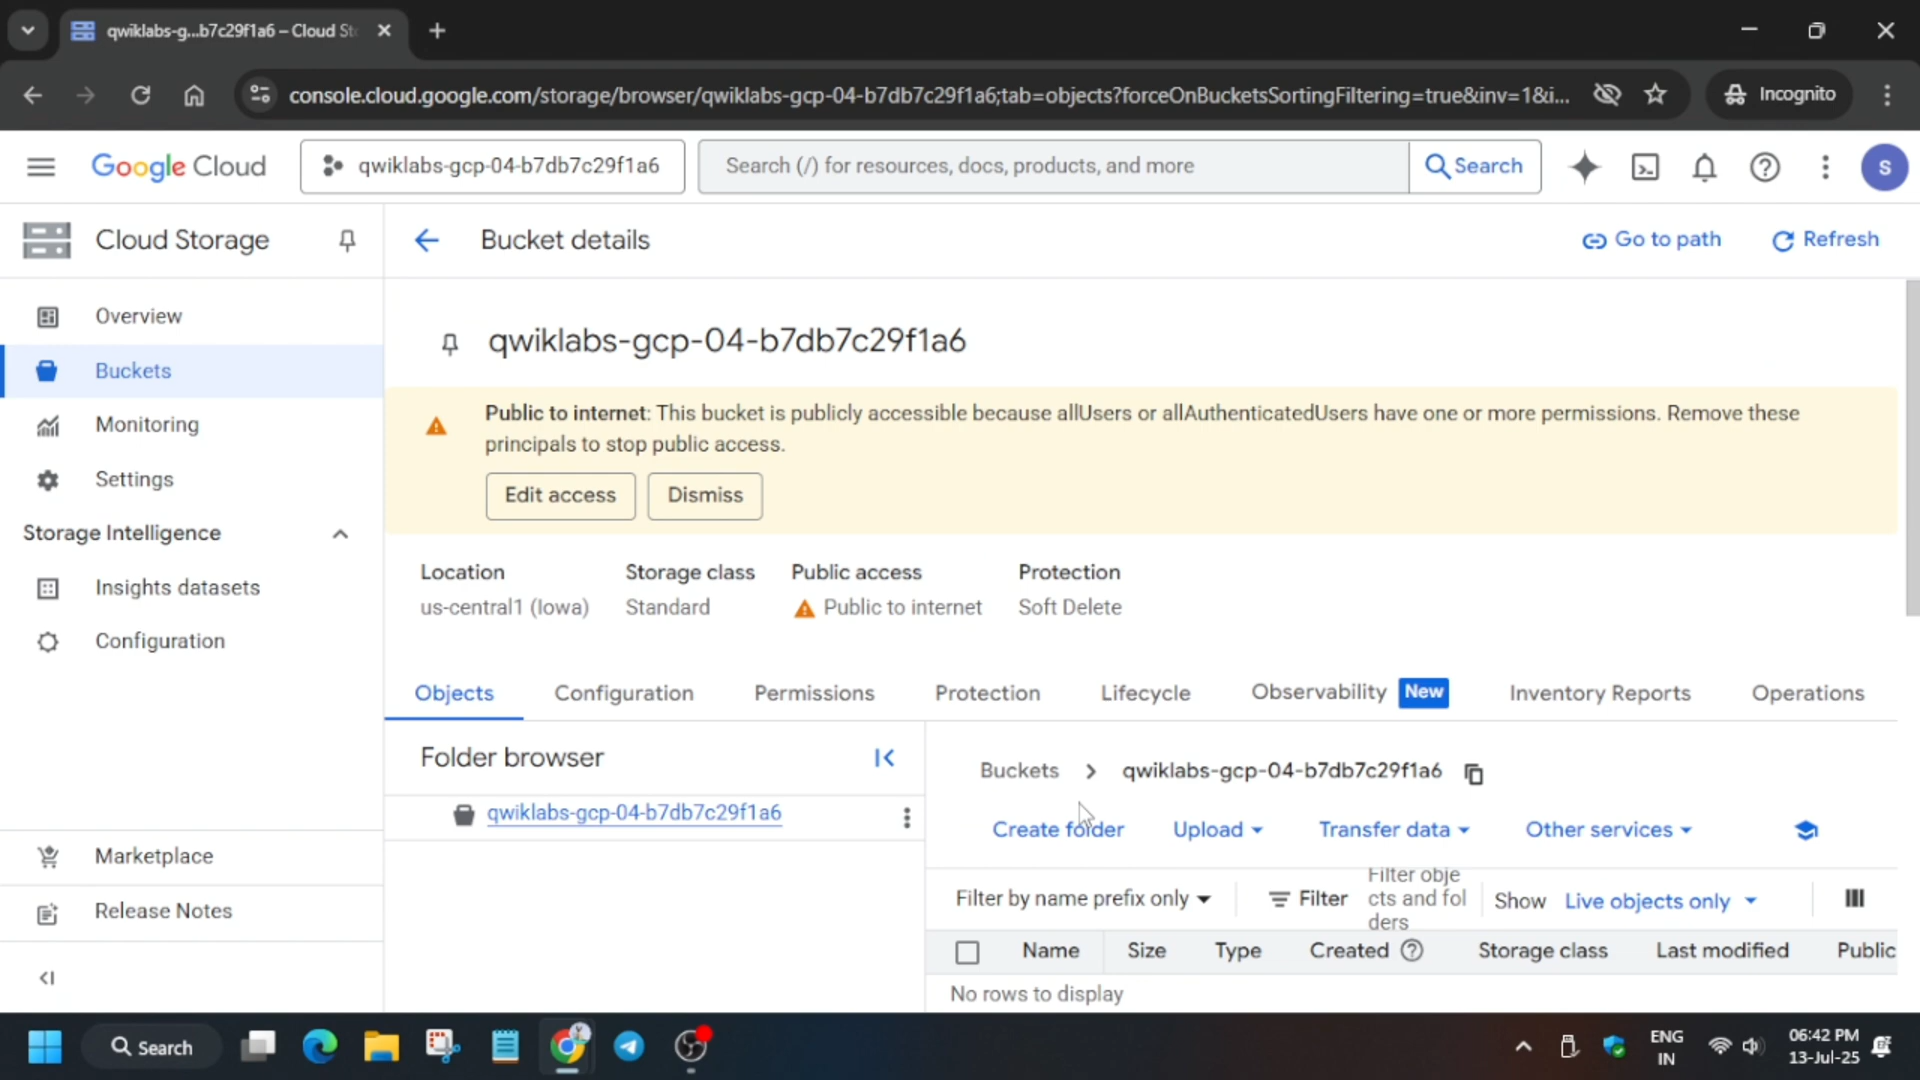 qwiklabs-g...b7c29f1a6 – Cloud St
console.cloud.google.com/storage/browser/qwiklabs-gcp-04-b7db7c29f1a6;tab=objects?forceOnBucketsSortingFiltering=true&inv=1&i...
Incognito
Google Cloud
qwiklabs-gcp-04-b7db7c29f1a6
Search (/) for resources, docs, products, and more
Search
S
Cloud Storage
Bucket details
Go to path
Refresh
Overview
Buckets
Monitoring
Settings
Storage Intelligence
Insights datasets
Configuration
Marketplace
Release Notes
qwiklabs-gcp-04-b7db7c29f1a6
Public to internet: This bucket is publicly accessible because allUsers or allAuthenticatedUsers have one or more permissions. Remove these
principals to stop public access.
Edit access
Dismiss
Location Storage class Public access Protection
us-central1 (Iowa) Standard Public to internet Soft Delete
Objects Configuration Permissions Protection Lifecycle Observability New Inventory Reports Operations
Folder browser
qwiklabs-gcp-04-b7db7c29f1a6
Buckets > qwiklabs-gcp-04-b7db7c29f1a6
Create folder Upload Transfer data Other services
Filter by name prefix only
Filter
Filter obje
cts and fol
ders
Show Live objects only
Name Size Type Created Storage class Last modified Public
No rows to display
Search
ENG
IN
06:42 PM
13-Jul-25